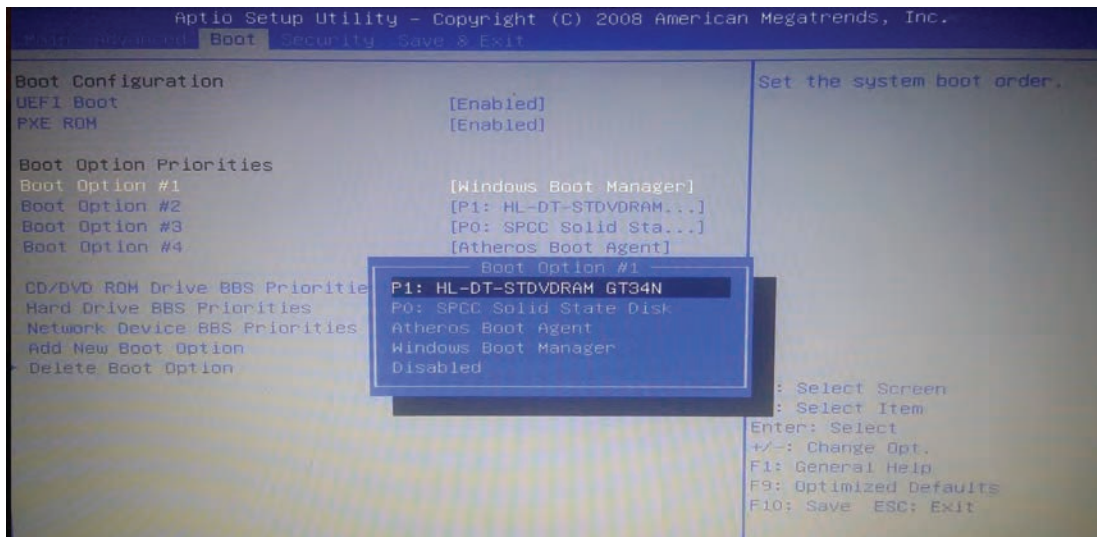 Aptio Setup Utility – Copyright (C) 2008 American Megatrends, Inc.
Main Advanced Boot Security Save & Exit
Boot Configuration
UEFI Boot [Enabled]
PXE ROM [Enabled]
Boot Option Priorities
Boot Option #1 [Windows Boot Manager]
Boot Option #2 [P1: HL-DT-STDVDRAM...]
Boot Option #3 [P0: SPCC Solid Sta...]
Boot Option #4 [Atheros Boot Agent]
CD/DVD ROM Drive BBS Prioritie
Hard Drive BBS Priorities
Network Device BBS Priorities
Add New Boot Option
Delete Boot Option
Boot Option #1
P1: HL-DT-STDVDRAM GT34N
P0: SPCC Solid State Disk
Atheros Boot Agent
Windows Boot Manager
Disabled
Set the system boot order.
: Select Screen
: Select Item
Enter: Select
+/-: Change Opt.
F1: General Help
F9: Optimized Defaults
F10: Save ESC: Exit